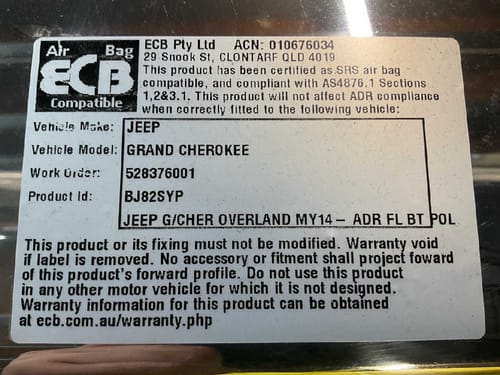 Air Bag
ECB
Compatible
ECB Pty Ltd ACN: 010676034
29 Snook St, CLONTARF QLD 4019
This product has been certified as SRS air bag
compatible, and compliant with AS4876.1 Sections
1,2&3.1. This product will not affect ADR compliance
when correctly fitted to the following vehicle:
Vehicle Make: JEEP
Vehicle Model: GRAND CHEROKEE
Work Order: 528376001
Product Id: BJ82SYP
JEEP G/CHER OVERLAND MY14- ADR FL BT POL
This product or its fixing must not be modified. Warranty void
if label is removed. No accessory or fitment shall project foward
of this product's forward profile. Do not use this product
in any other motor vehicle for which it is not designed.
Warranty information for this product can be obtained
at ecb.com.au/warranty.php